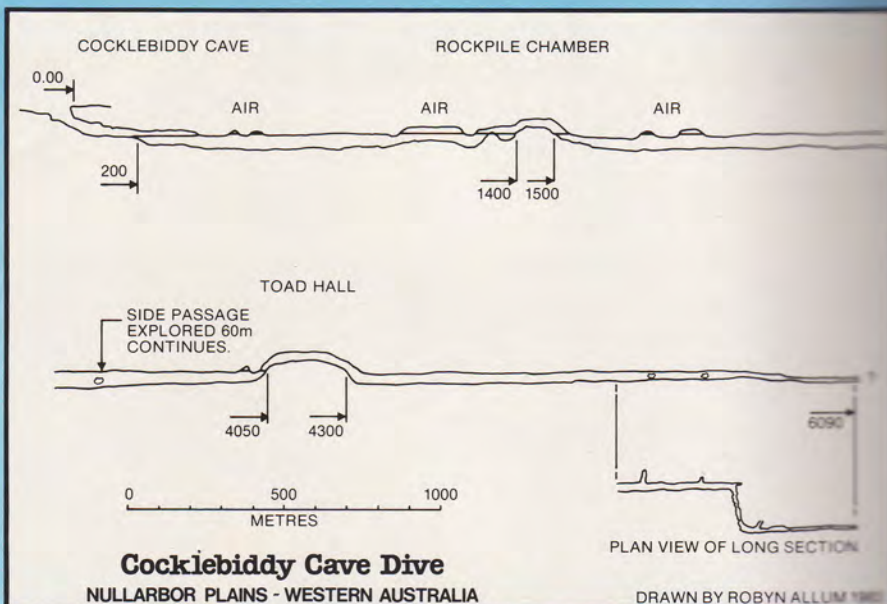 COCKLEBIDDY CAVE
ROCKPILE CHAMBER
0.00
AIR
AIR
AIR
200
1400
1500
TOAD HALL
SIDE PASSAGE
EXPLORED 60m
CONTINUES.
?
4050
4300
6090
0
500
1000
METRES
PLAN VIEW OF LONG SECTION
Cocklebiddy Cave Dive
NULLARBOR PLAINS - WESTERN AUSTRALIA
DRAWN BY ROBYN ALLUM